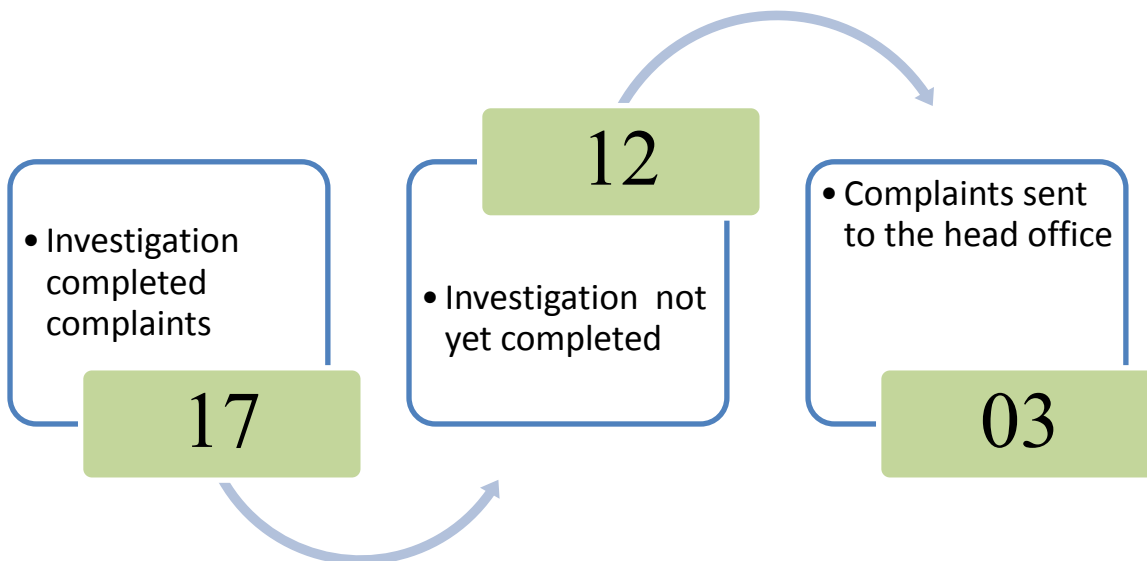 • Investigation
completed
complaints
17
12
• Investigation not
yet completed
• Complaints sent
to the head office
03